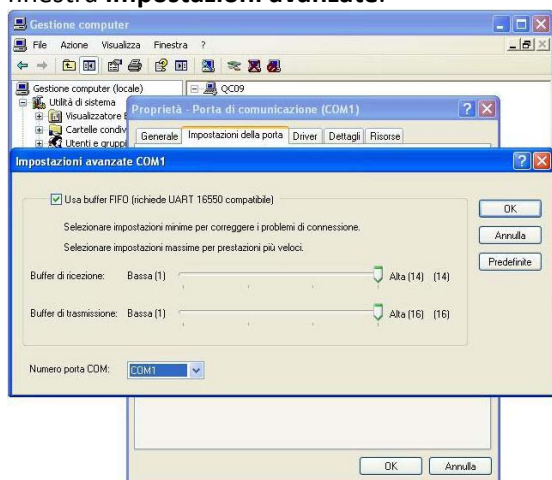 finestra Impostazioni avanzate.
Gestione computer
File Azione Visualizza Finestra ?
Gestione computer (locale)
QC09
Utilità di sistema
Visualizzatore E
Proprietà - Porta di comunicazione (COM1)
Cartelle condiv
Utenti e gruppi
Generale Impostazioni della porta Driver Dettagli Risorse
Impostazioni avanzate COM1
Usa buffer FIFO (richiede UART 16550 compatibile)
OK
Selezionare impostazioni minime per correggere i problemi di connessione.
Annulla
Selezionare impostazioni massime per prestazioni più veloci.
Predefinite
Buffer di ricezione: Bassa (1) Alta (14) (14)
Buffer di trasmissione: Bassa (1) Alta (16) (16)
Numero porta COM: COM1
OK Annulla